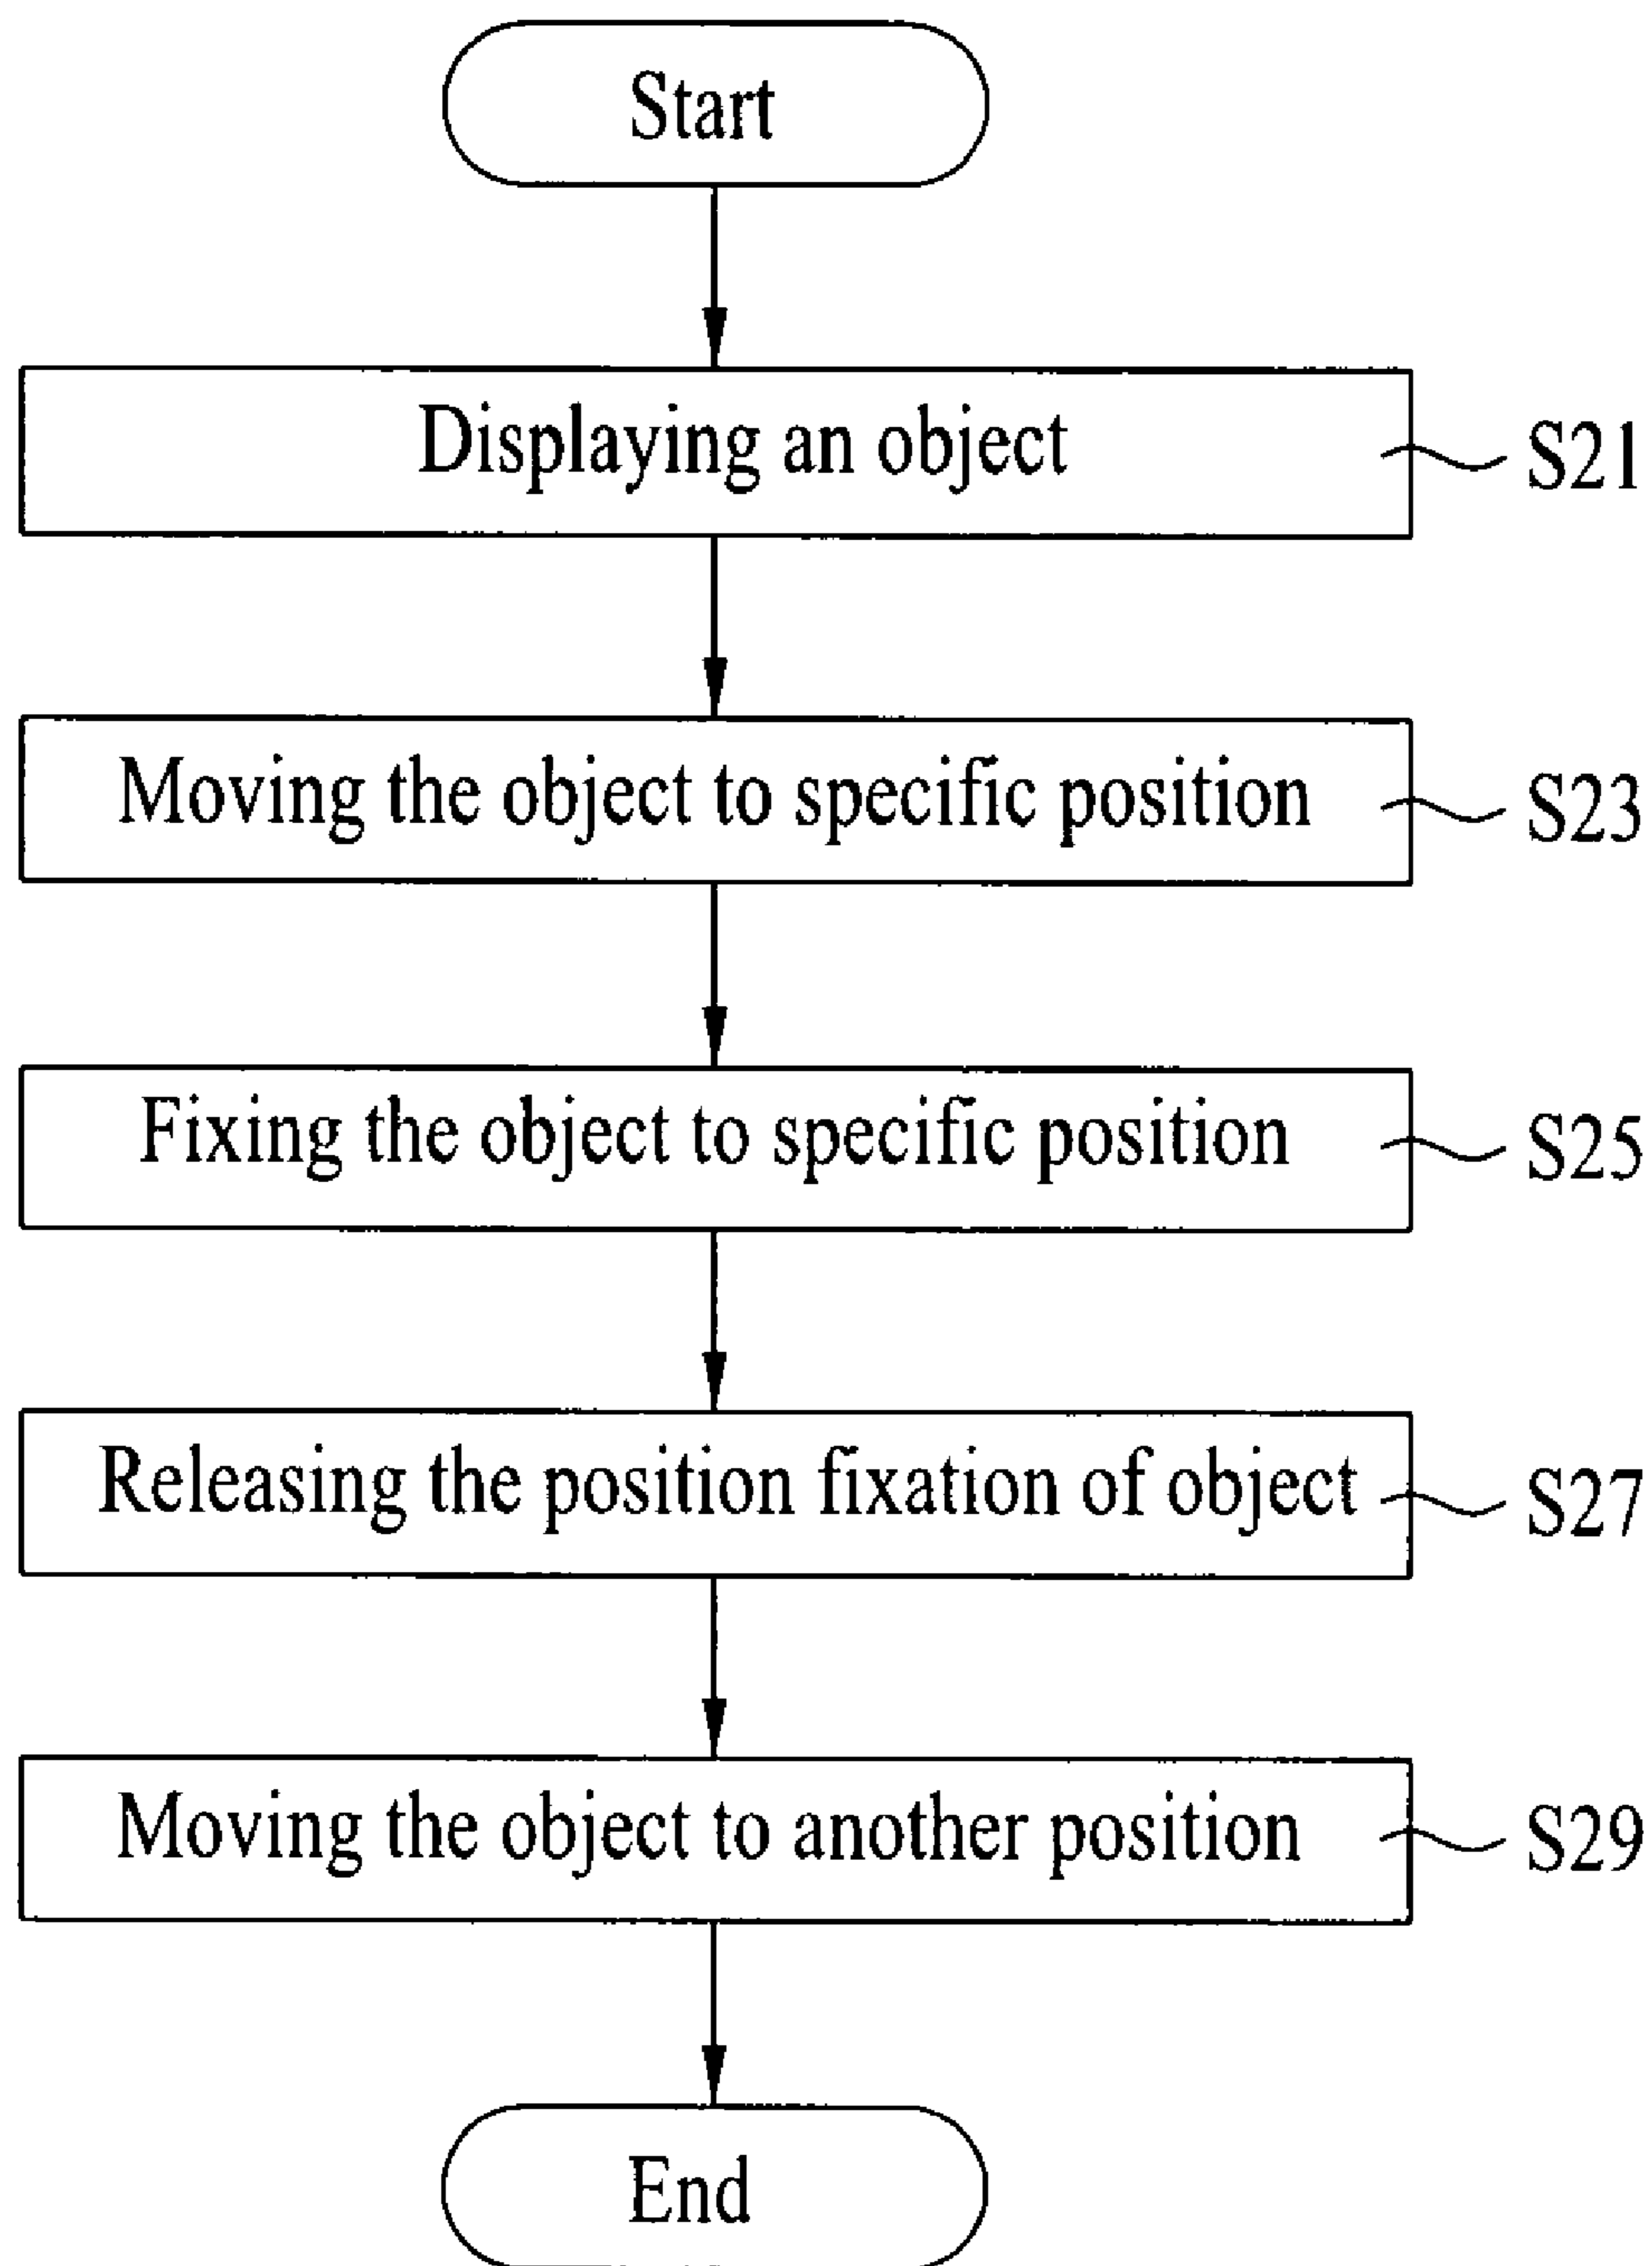 Start
Displaying an object
S21
Moving the object to specific position
S23
Fixing the object to specific position
S25
Releasing the position fixation of object
S27
Moving the object to another position
S29
End